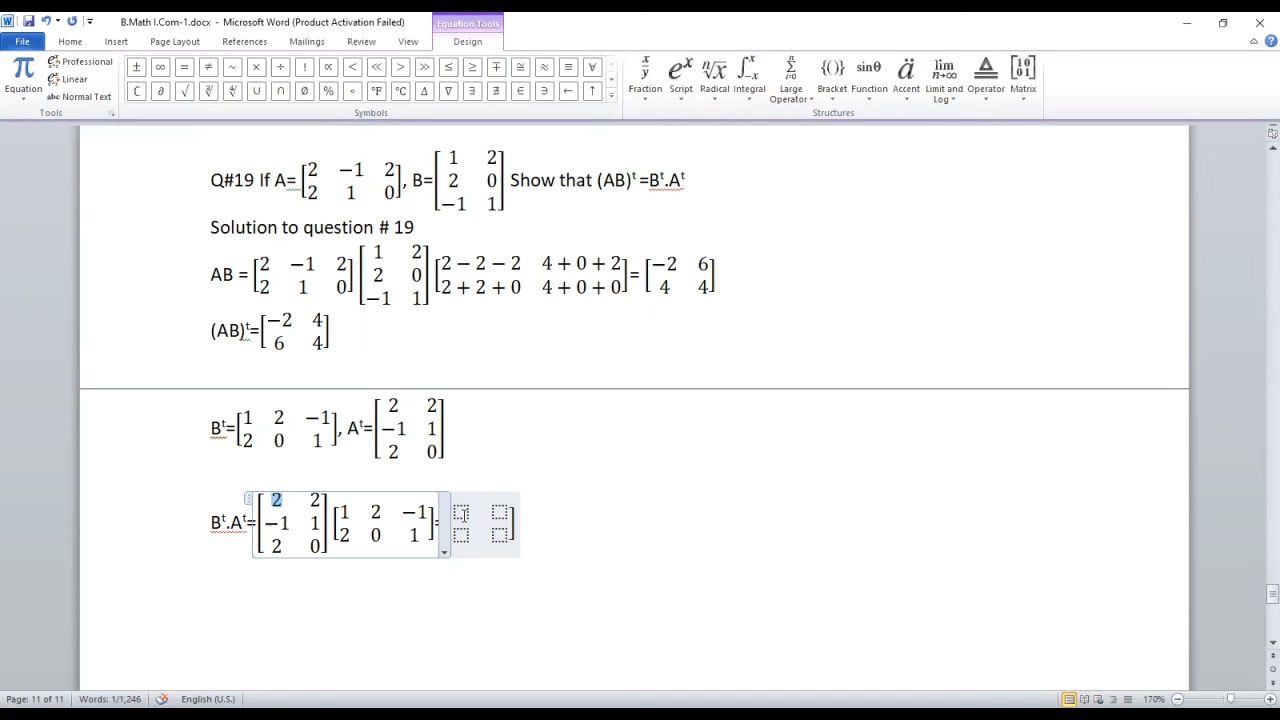 B.Math I.Com-1.docx - Microsoft Word (Product Activation Failed)
Equation Tools
File Home Insert Page Layout References Mailings Review View Design
π Equation
Professional
Linear
abc Normal Text
Tools
± ∞ = ≠ ~ × ÷ ! ∝ < ≪ > ≫ ≤ ≥ ∓ ≅ ≈ ≡ ∀
∁ ∂ √ ∛ ∜ ∪ ∩ ∅ % ° ℉ ℃ ∆ ∇ ∃ ∄ ∈ ∋ ↑
Symbols
Fraction Script Radical Integral Large Operator Bracket Function Accent Limit and Log Operator Matrix
Structures
Q#19 If A= [2 −1 2; 2 1 0], B= [1 2; 2 0; −1 1] Show that (AB)ᵗ =Bᵗ.Aᵗ
Solution to question # 19
AB = [2 −1 2; 2 1 0] [1 2; 2 0; −1 1] [2 − 2 − 2 4 + 0 + 2; 2 + 2 + 0 4 + 0 + 0] = [−2 6; 4 4]
(AB)ᵗ= [−2 4; 6 4]
Bᵗ= [1 2 −1; 2 0 1], Aᵗ= [2 2; −1 1; 2 0]
Bᵗ.Aᵗ= [2 2; −1 1; 2 0] [1 2 −1; 2 0 1] =
Page: 11 of 11 Words: 1/1,246 English (U.S.) 170%